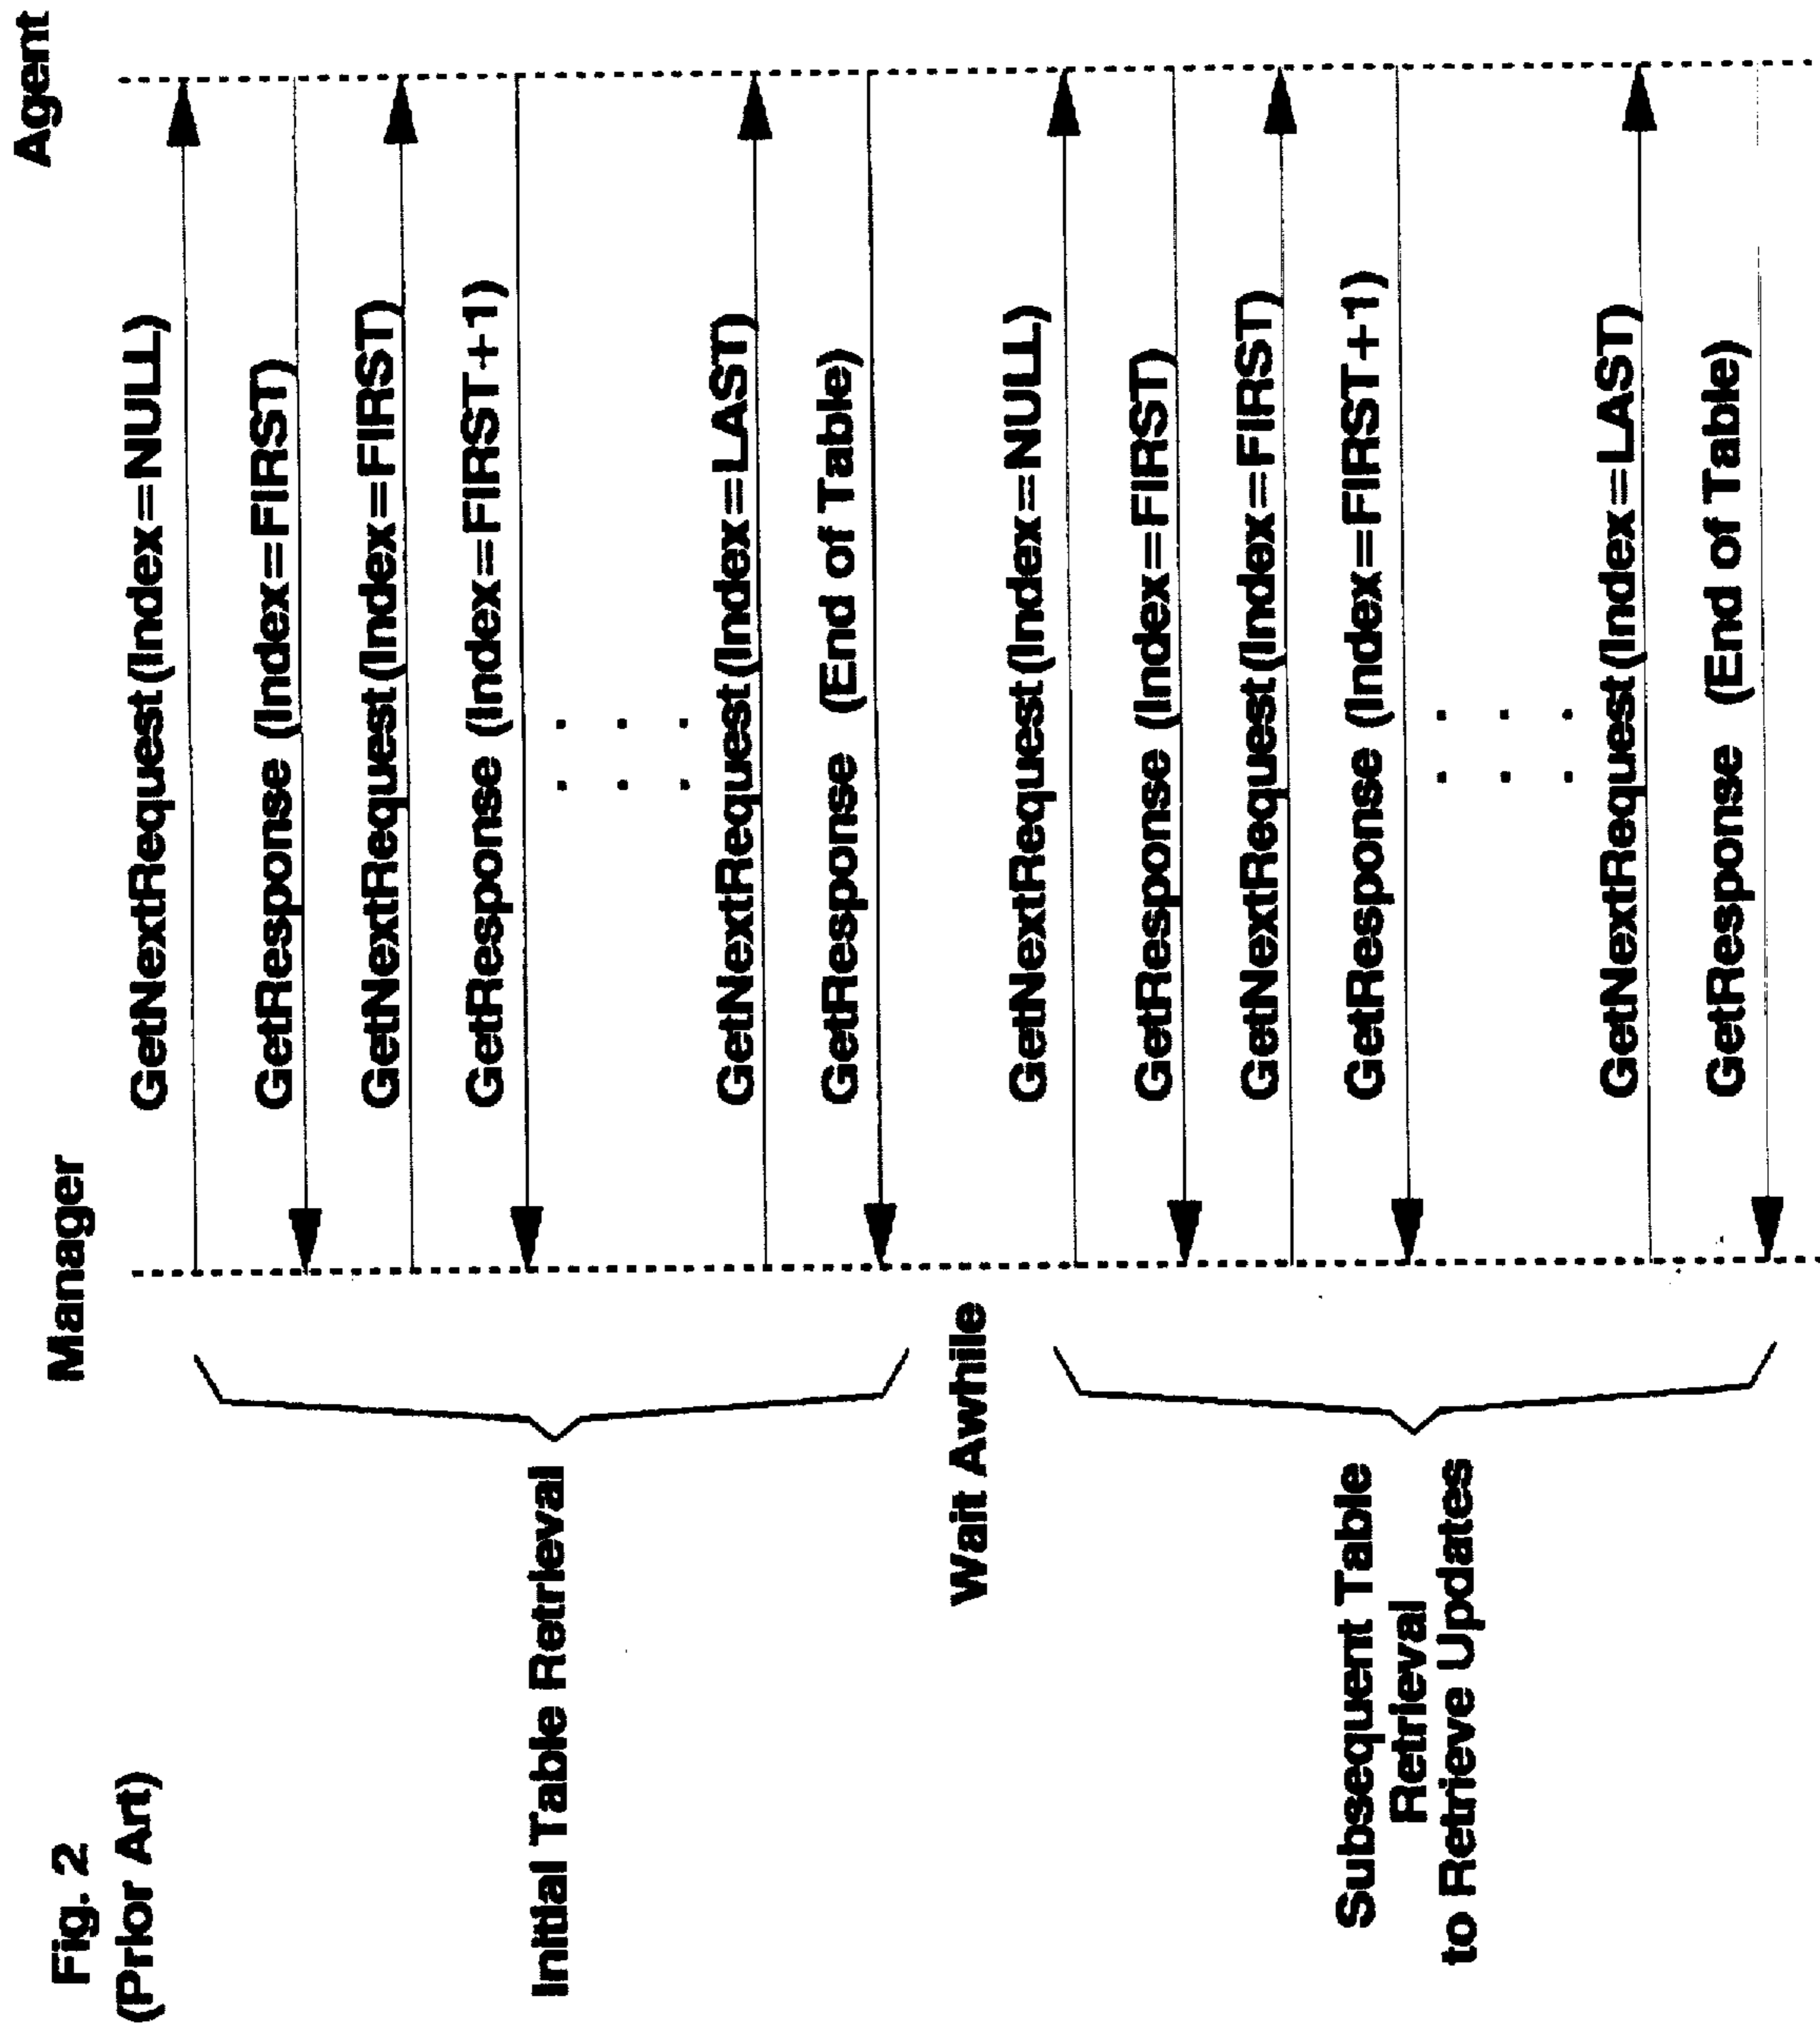 Fig. 2
(Prior Art)
Manager
Agent
GetNextRequest(Index=NULL)
GetResponse (Index=FIRST)
GetNextRequest(Index=FIRST)
GetResponse (Index=FIRST+1)
Initial Table Retrieval
GetNextRequest(Index=LAST)
GetResponse (End of Table)
Wait Awhile
GetNextRequest(Index=NULL)
GetResponse (Index=FIRST)
GetNextRequest(Index=FIRST)
GetResponse (Index=FIRST+1)
Subsequent Table
Retrieval
to Retrieve Updates
GetNextRequest(Index=LAST)
GetResponse (End of Table)